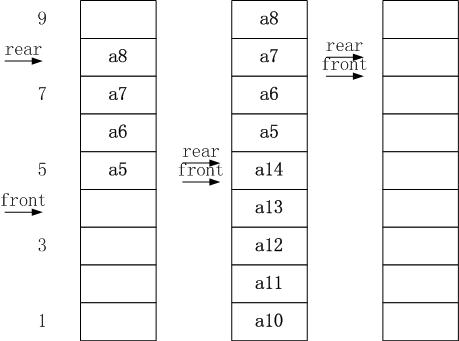 9 a8
rear a8 a7 rear
front
7 a7 a6
a6 a5
rear
5 a5 front a14
front a13
3 a12
a11
1 a10